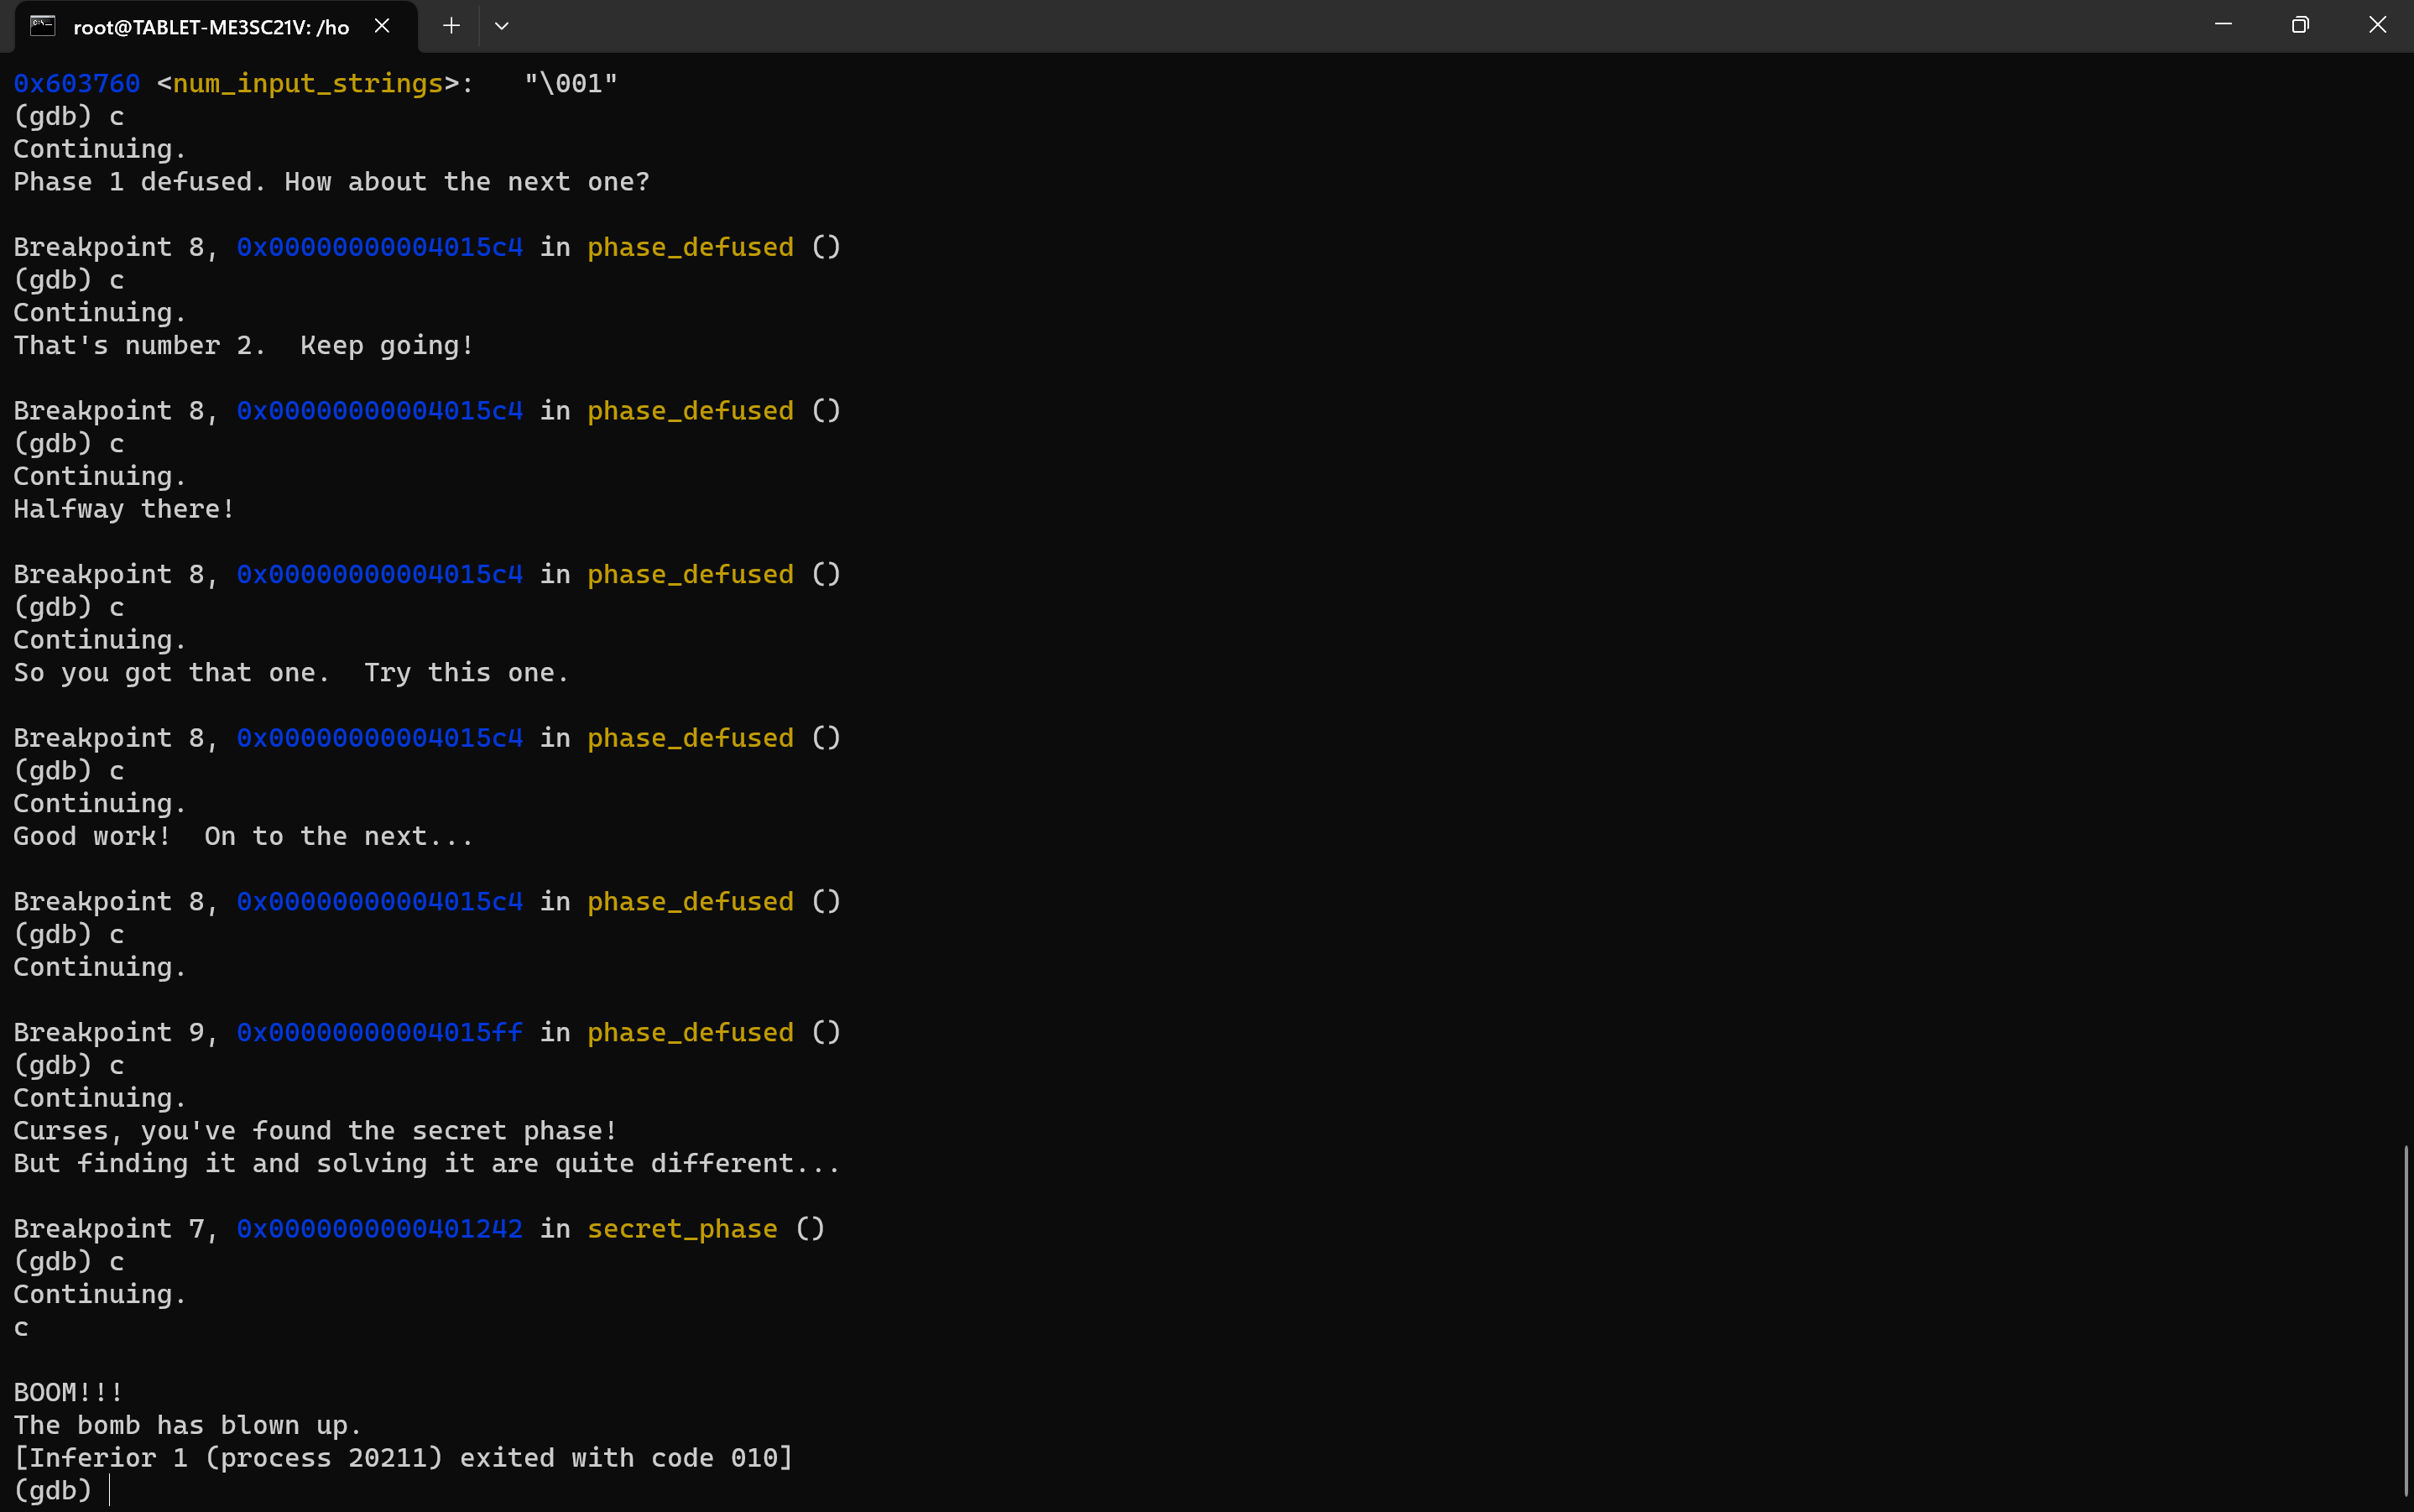 root@TABLET-ME3SC21V: /ho
0x603760 <num_input_strings>:   "\001"
(gdb) c
Continuing.
Phase 1 defused. How about the next one?
Breakpoint 8, 0x00000000004015c4 in phase_defused ()
(gdb) c
Continuing.
That's number 2.  Keep going!
Breakpoint 8, 0x00000000004015c4 in phase_defused ()
(gdb) c
Continuing.
Halfway there!
Breakpoint 8, 0x00000000004015c4 in phase_defused ()
(gdb) c
Continuing.
So you got that one.  Try this one.
Breakpoint 8, 0x00000000004015c4 in phase_defused ()
(gdb) c
Continuing.
Good work!  On to the next...
Breakpoint 8, 0x00000000004015c4 in phase_defused ()
(gdb) c
Continuing.
Breakpoint 9, 0x00000000004015ff in phase_defused ()
(gdb) c
Continuing.
Curses, you've found the secret phase!
But finding it and solving it are quite different...
Breakpoint 7, 0x0000000000401242 in secret_phase ()
(gdb) c
Continuing.
c
BOOM!!!
The bomb has blown up.
[Inferior 1 (process 20211) exited with code 010]
(gdb)